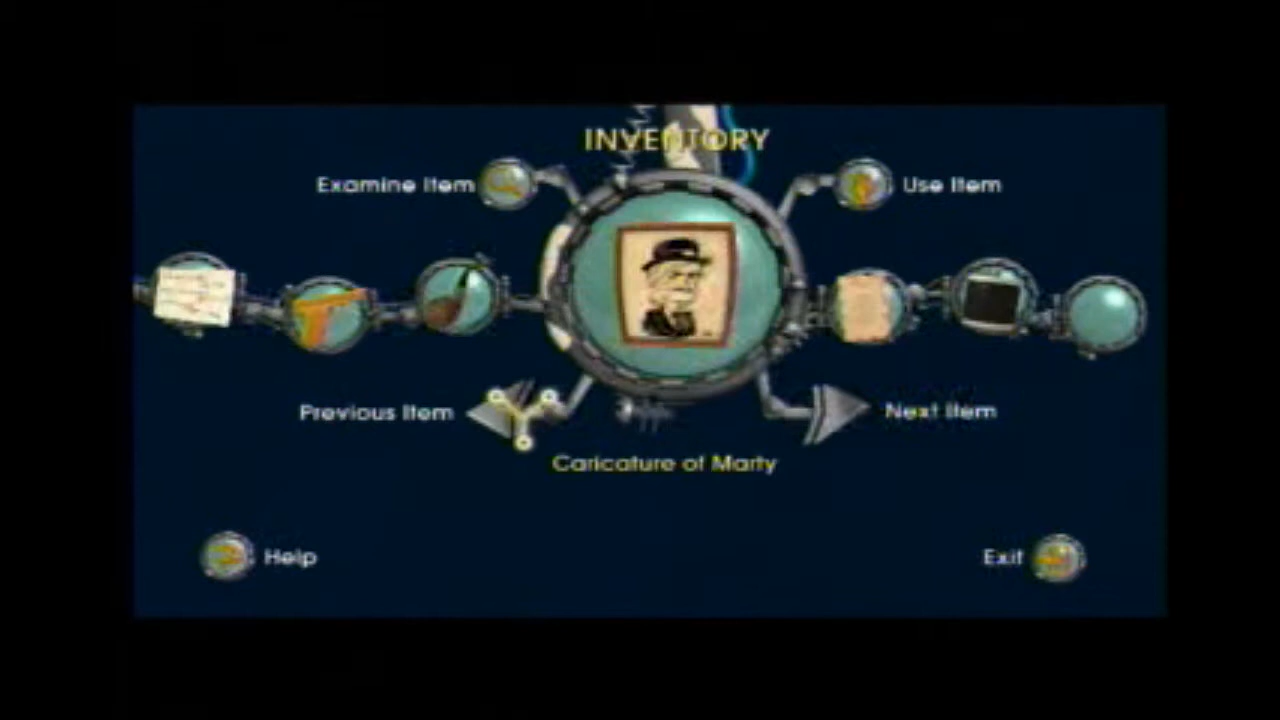 INVENTORY
Examine Item
Use Item
Previous Item
Next Item
Caricature of Marty
Help
Exit